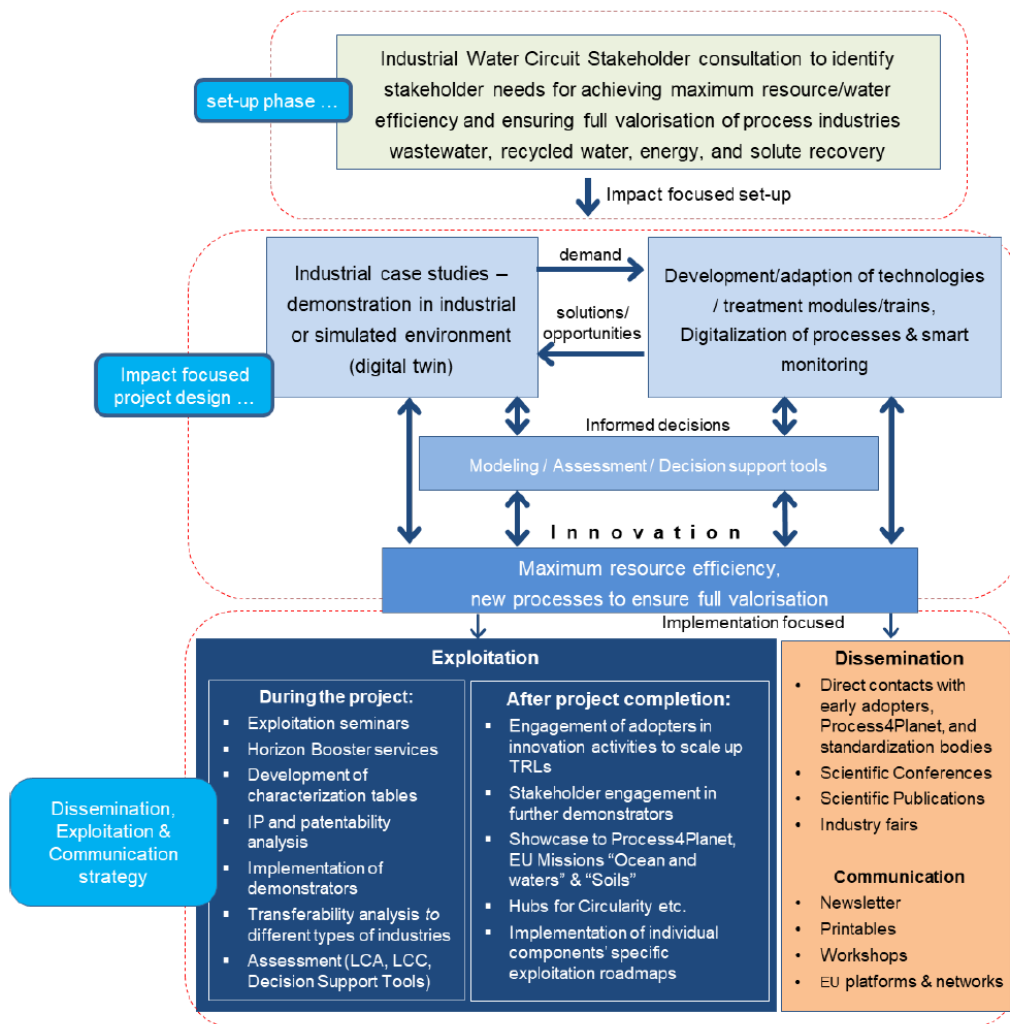 Industrial Water Circuit Stakeholder consultation to identify
stakeholder needs for achieving maximum resource/water
efficiency and ensuring full valorisation of process industries
wastewater, recycled water, energy, and solute recovery
set-up phase ...
Impact focused set-up
Industrial case studies –
demonstration in industrial
or simulated environment
(digital twin)
demand
solutions/
opportunities
Development/adaption of technologies
/ treatment modules/trains,
Digitalization of processes & smart
monitoring
Impact focused
project design ...
Informed decisions
Modeling / Assessment / Decision support tools
Innovation
Maximum resource efficiency,
new processes to ensure full valorisation
Implementation focused
Dissemination,
Exploitation &
Communication
strategy
Exploitation
During the project:
▪ Exploitation seminars
▪ Horizon Booster services
▪ Development of
characterization tables
▪ IP and patentability
analysis
▪ Implementation of
demonstrators
▪ Transferability analysis to
different types of industries
▪ Assessment (LCA, LCC,
Decision Support Tools)
After project completion:
▪ Engagement of adopters in
innovation activities to scale up
TRLs
▪ Stakeholder engagement in
further demonstrators
▪ Showcase to Process4Planet,
EU Missions “Ocean and
waters” & “Soils”
▪ Hubs for Circularity etc.
▪ Implementation of individual
components’ specific
exploitation roadmaps
Dissemination
• Direct contacts with
early adopters,
Process4Planet, and
standardization bodies
• Scientific Conferences
• Scientific Publications
• Industry fairs
Communication
• Newsletter
• Printables
• Workshops
• EU platforms & networks